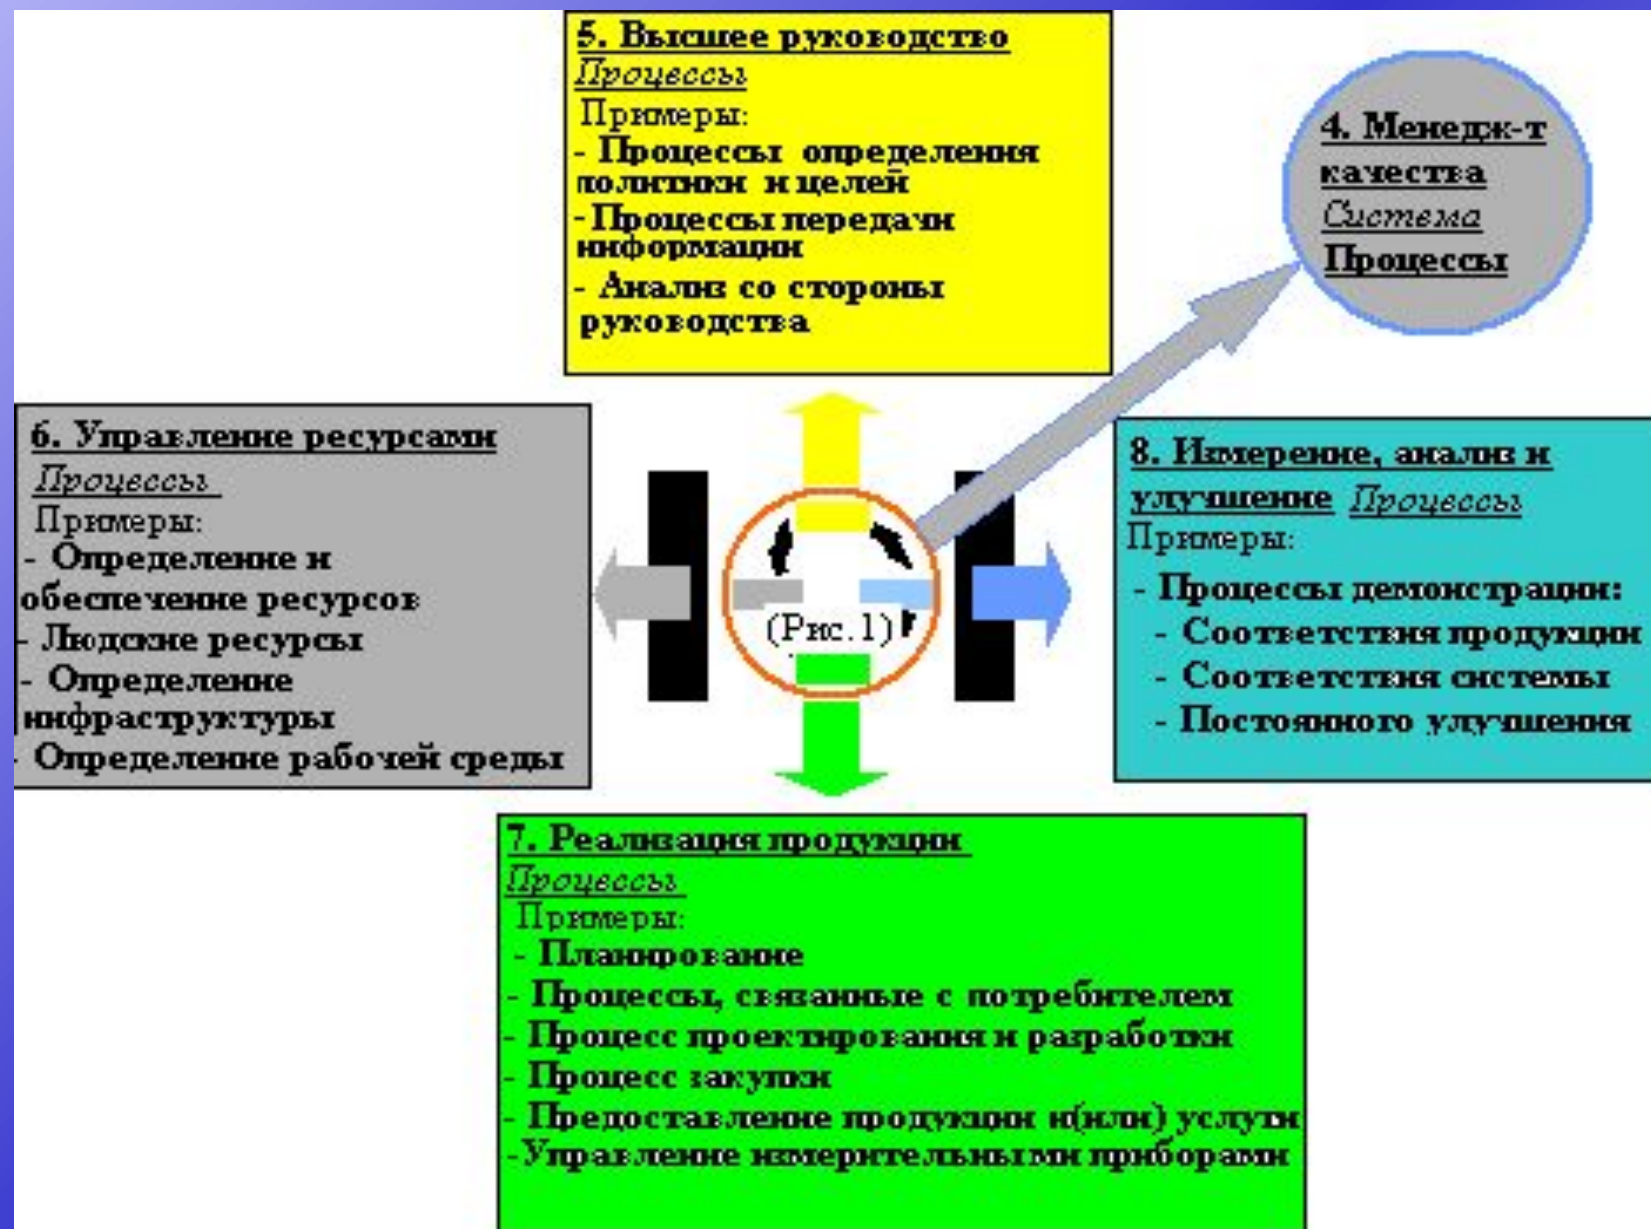 5. Высшее руководство
Процессы
Примеры:
- Процессы определения
политики и целей
- Процессы передачи
информации
- Анализ со стороны
руководства
4. Менедж-т
качества
Система
Процессы
6. Управление ресурсами
Процессы
Примеры:
- Определение и
обеспечение ресурсов
- Людские ресурсы
- Определение
инфраструктуры
- Определение рабочей среды
(Рис.1)
8. Измерение, анализ и
улучшение Процессы
Примеры:
- Процессы демонстрации:
- Соответствия продукции
- Соответствия системы
- Постоянного улучшения
7. Реализация продукции
Процессы
Примеры:
- Планирование
- Процессы, связанные с потребителем
- Процесс проектирования и разработки
- Процесс закупки
- Предоставление продукции и(или) услуги
-Управление измерительными приборами